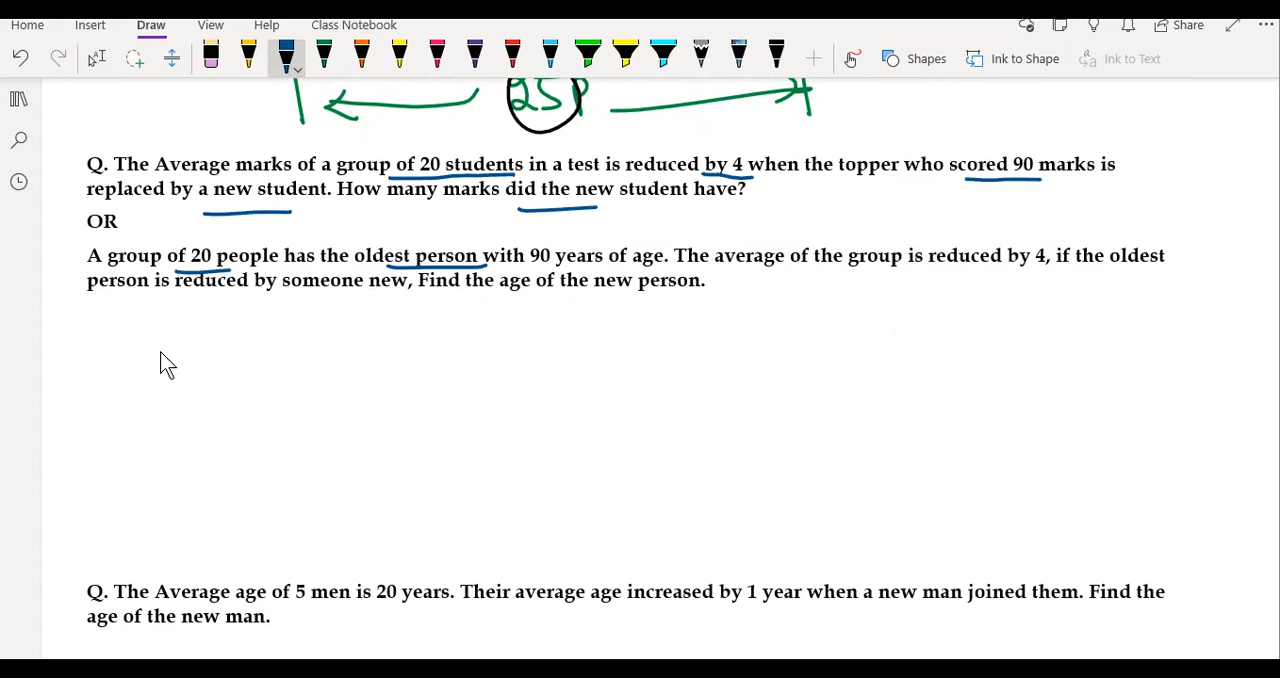 Home Insert Draw View Help Class Notebook Share
Shapes Ink to Shape Ink to Text
25p
Q. The Average marks of a group of 20 students in a test is reduced by 4 when the topper who scored 90 marks is
replaced by a new student. How many marks did the new student have?
OR
A group of 20 people has the oldest person with 90 years of age. The average of the group is reduced by 4, if the oldest
person is reduced by someone new, Find the age of the new person.
Q. The Average age of 5 men is 20 years. Their average age increased by 1 year when a new man joined them. Find the
age of the new man.